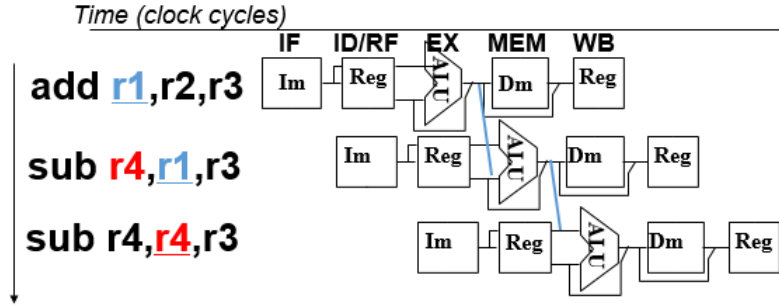 Time (clock cycles)
IF ID/RF EX MEM WB
add r1,r2,r3 Im Reg ALU Dm Reg
sub r4,r1,r3 Im Reg ALU Dm Reg
sub r4,r4,r3 Im Reg ALU Dm Reg